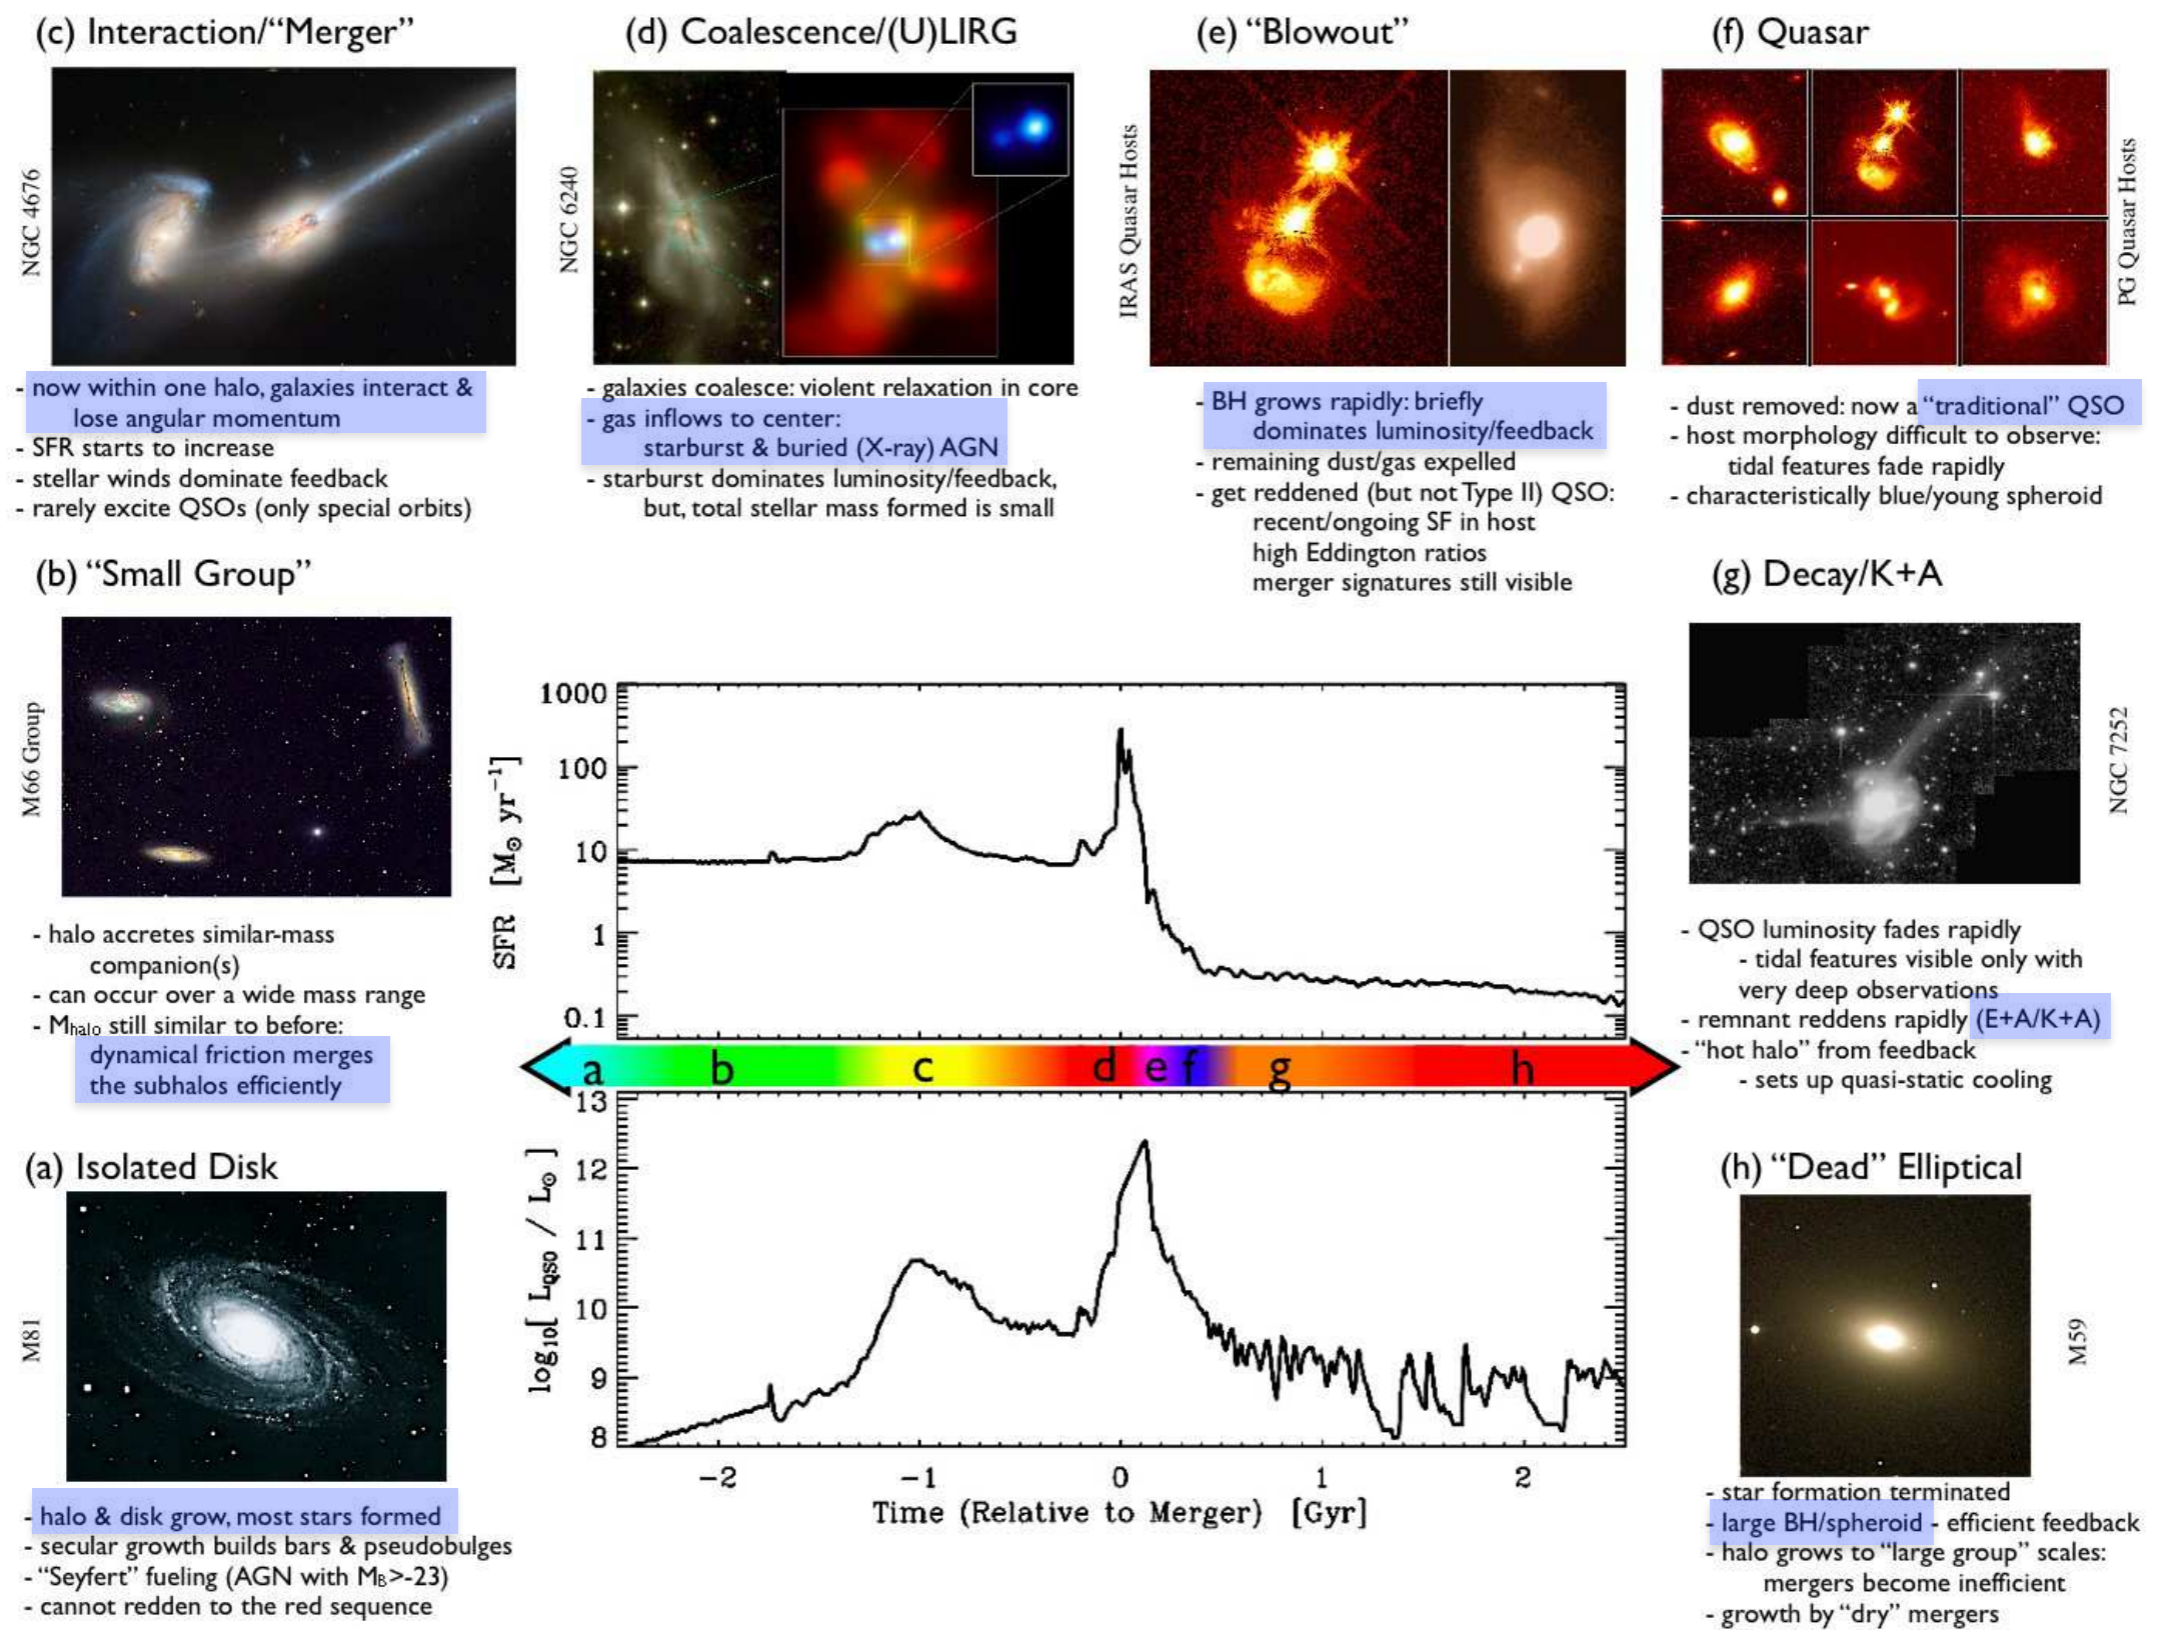 (c) Interaction/“Merger”
NGC 4676
- now within one halo, galaxies interact &
lose angular momentum
- SFR starts to increase
- stellar winds dominate feedback
- rarely excite QSOs (only special orbits)
(d) Coalescence/(U)LIRG
NGC 6240
- galaxies coalesce: violent relaxation in core
- gas inflows to center:
starburst & buried (X-ray) AGN
- starburst dominates luminosity/feedback,
but, total stellar mass formed is small
(e) “Blowout”
IRAS Quasar Hosts
- BH grows rapidly: briefly
dominates luminosity/feedback
- remaining dust/gas expelled
- get reddened (but not Type II) QSO:
recent/ongoing SF in host
high Eddington ratios
merger signatures still visible
(f) Quasar
PG Quasar Hosts
- dust removed: now a “traditional” QSO
- host morphology difficult to observe:
tidal features fade rapidly
- characteristically blue/young spheroid
(b) “Small Group”
M66 Group
- halo accretes similar-mass
companion(s)
- can occur over a wide mass range
- Mhalo still similar to before:
dynamical friction merges
the subhalos efficiently
(g) Decay/K+A
NGC 7252
- QSO luminosity fades rapidly
- tidal features visible only with
very deep observations
- remnant reddens rapidly (E+A/K+A)
- “hot halo” from feedback
- sets up quasi-static cooling
(a) Isolated Disk
M81
- halo & disk grow, most stars formed
- secular growth builds bars & pseudobulges
- “Seyfert” fueling (AGN with MB>-23)
- cannot redden to the red sequence
(h) “Dead” Elliptical
M59
- star formation terminated
- large BH/spheroid - efficient feedback
- halo grows to “large group” scales:
mergers become inefficient
- growth by “dry” mergers
SFR [M⊙ yr⁻¹]
1000
100
10
1
0.1
a b c d e f g h
log₁₀[ LQSO / L⊙ ]
13
12
11
10
9
8
−2 −1 0 1 2
Time (Relative to Merger) [Gyr]